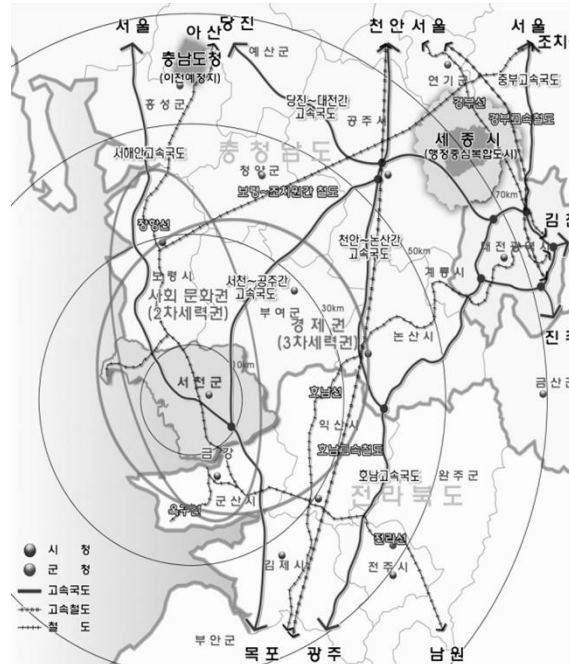 서울
아산
당진
천안
서울
서울
조치
충남도청
(이전예정지)
예산군
연기군
중부고속국도
홍성군
당진~대전간
고속국도
공주시
경부선
경부고속철도
서해안고속국도
세종시
(행정중심복합도시)
충청남도
청양군
보령~조치원간 철도
70km
장항선
천안~논산간
고속국도
대전광역시
50km
보령시
서천~공주간
고속국도
계룡시
사회 문화권
(2차세력권)
부여군
30km
경제권
(3차세력권)
논산시
진주
10km
서천군
호남선
금산군
익산시
호남고속철도
금강
호남고속국도
완주군
전라북도
군산시
옥구선
전라선
시청
군청
고속국도
고속철도
철도
김제시
전주시
부안군
목포
광주
남원